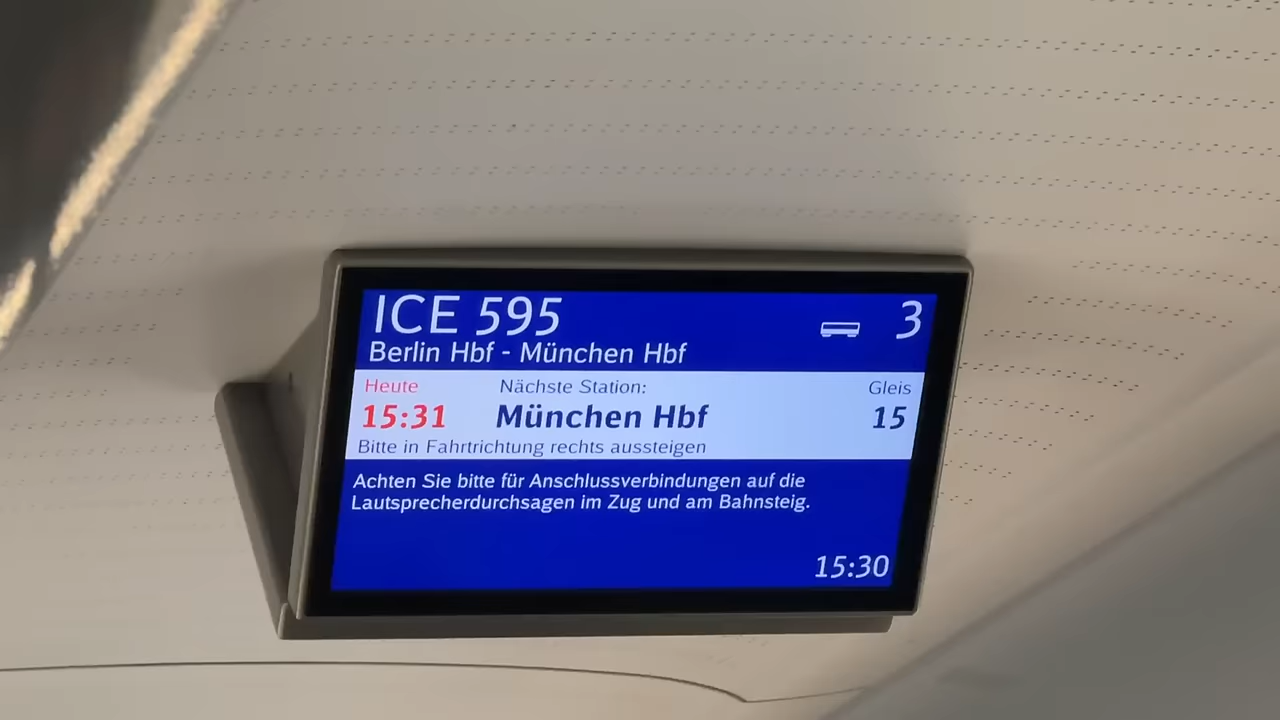 ICE 595
3
Berlin Hbf - München Hbf
Heute Nächste Station: Gleis
15:31 München Hbf 15
Bitte in Fahrtrichtung rechts aussteigen
Achten Sie bitte für Anschlussverbindungen auf die
Lautsprecherdurchsagen im Zug und am Bahnsteig.
15:30